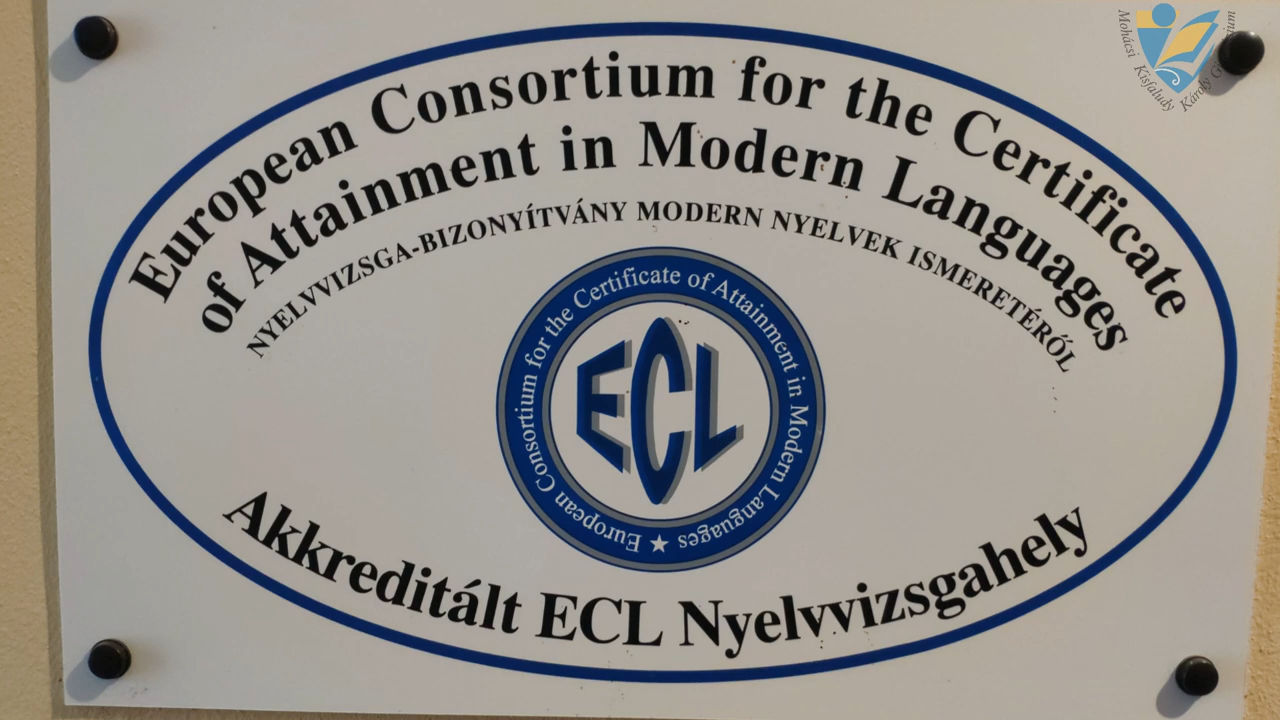 European Consortium for the Certificate
of Attainment in Modern Languages
NYELVVIZSGA-BIZONYÍTVÁNY MODERN NYELVEK ISMERETÉRŐL
European Consortium for the Certificate of Attainment in Modern Languages ★
ECL
Akkreditált ECL Nyelvvizsgahely
Mohácsi Kisfaludy Károly